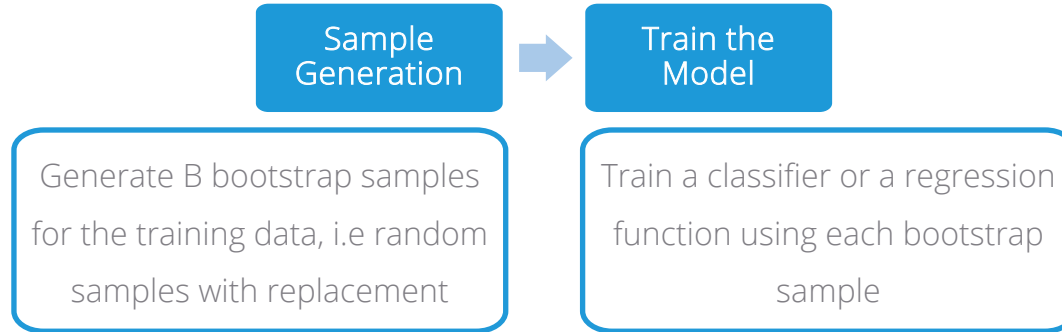 Sample
Generation
Train the
Model
Generate B bootstrap samples
for the training data, i.e random
samples with replacement
Train a classifier or a regression
function using each bootstrap
sample